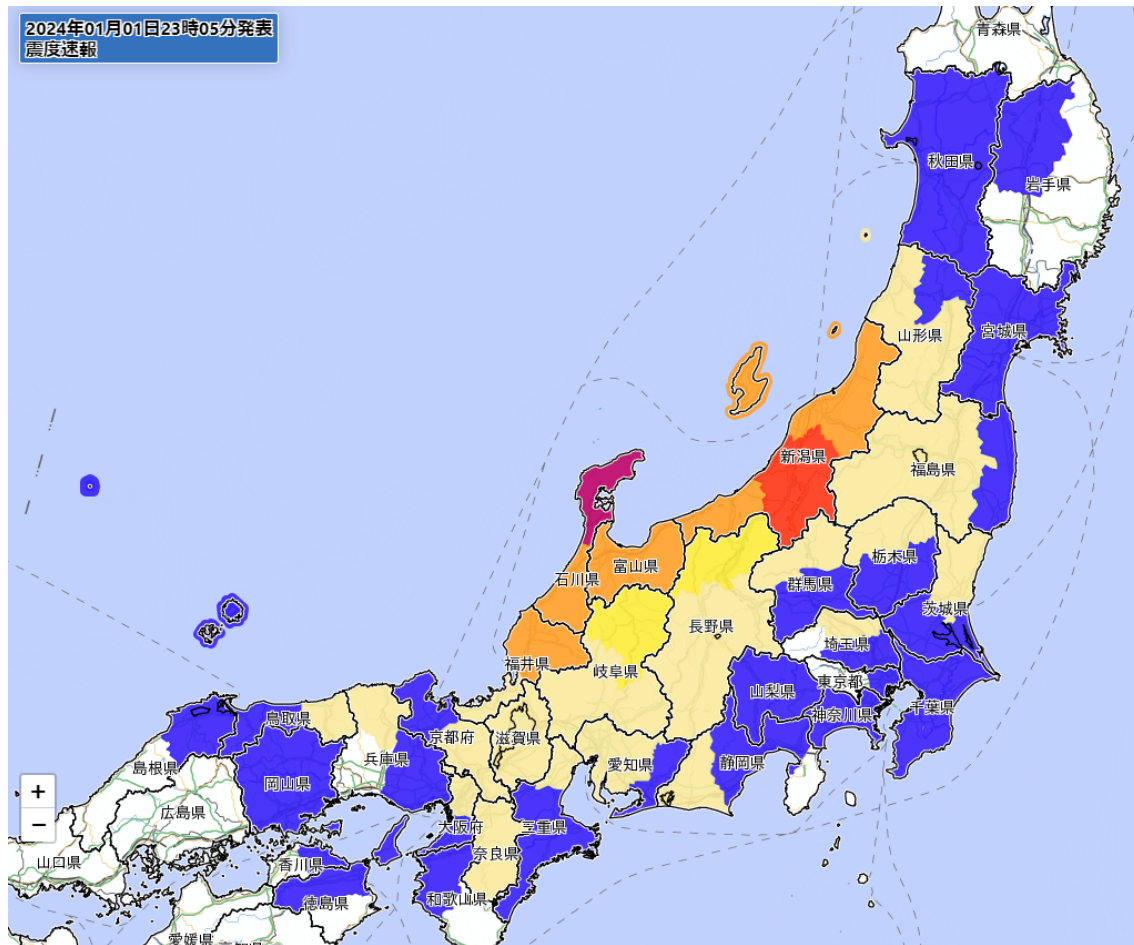 2024年01月01日23時05分発表
震度速報
青森県
秋田県
岩手県
山形県
宮城県
新潟県
福島県
石川県
富山県
栃木県
群馬県
茨城県
長野県
埼玉県
福井県
岐阜県
東京都
山梨県
神奈川県
千葉県
鳥取県
京都府
滋賀県
島根県
兵庫県
愛知県
静岡県
岡山県
広島県
大阪府
三重県
奈良県
山口県
香川県
和歌山県
徳島県
愛媛県
高知県
+
−